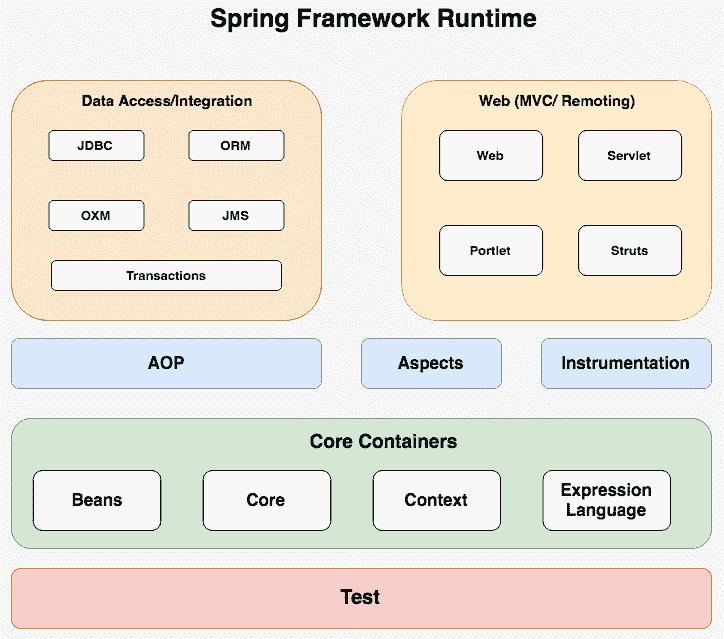 Spring Framework Runtime
Data Access/Integration
JDBC
ORM
OXM
JMS
Transactions
Web (MVC/ Remoting)
Web
Servlet
Portlet
Struts
AOP
Aspects
Instrumentation
Core Containers
Beans
Core
Context
Expression
Language
Test